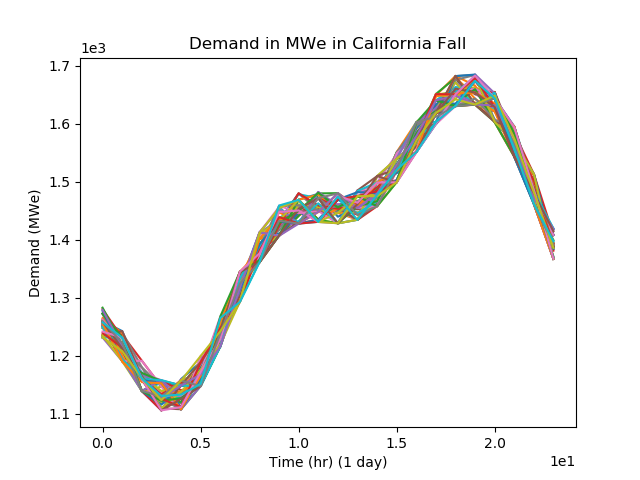 Demand in MWe in California Fall
1e3
1.7
1.6
1.5
1.4
1.3
1.2
1.1
Demand (MWe)
0.0 0.5 1.0 1.5 2.0
Time (hr) (1 day)
1e1